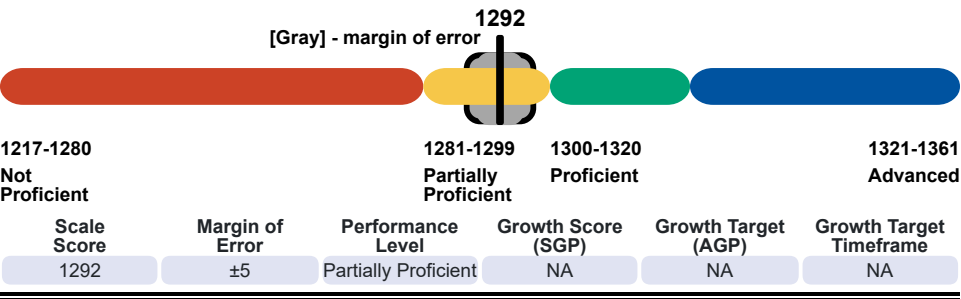 1292
[Gray] - margin of error
1217-1280 1281-1299 1300-1320 1321-1361
Not Partially Proficient Advanced
Proficient Proficient
Scale Margin of Performance Growth Score Growth Target Growth Target
Score Error Level (SGP) (AGP) Timeframe
1292 ±5 Partially Proficient NA NA NA